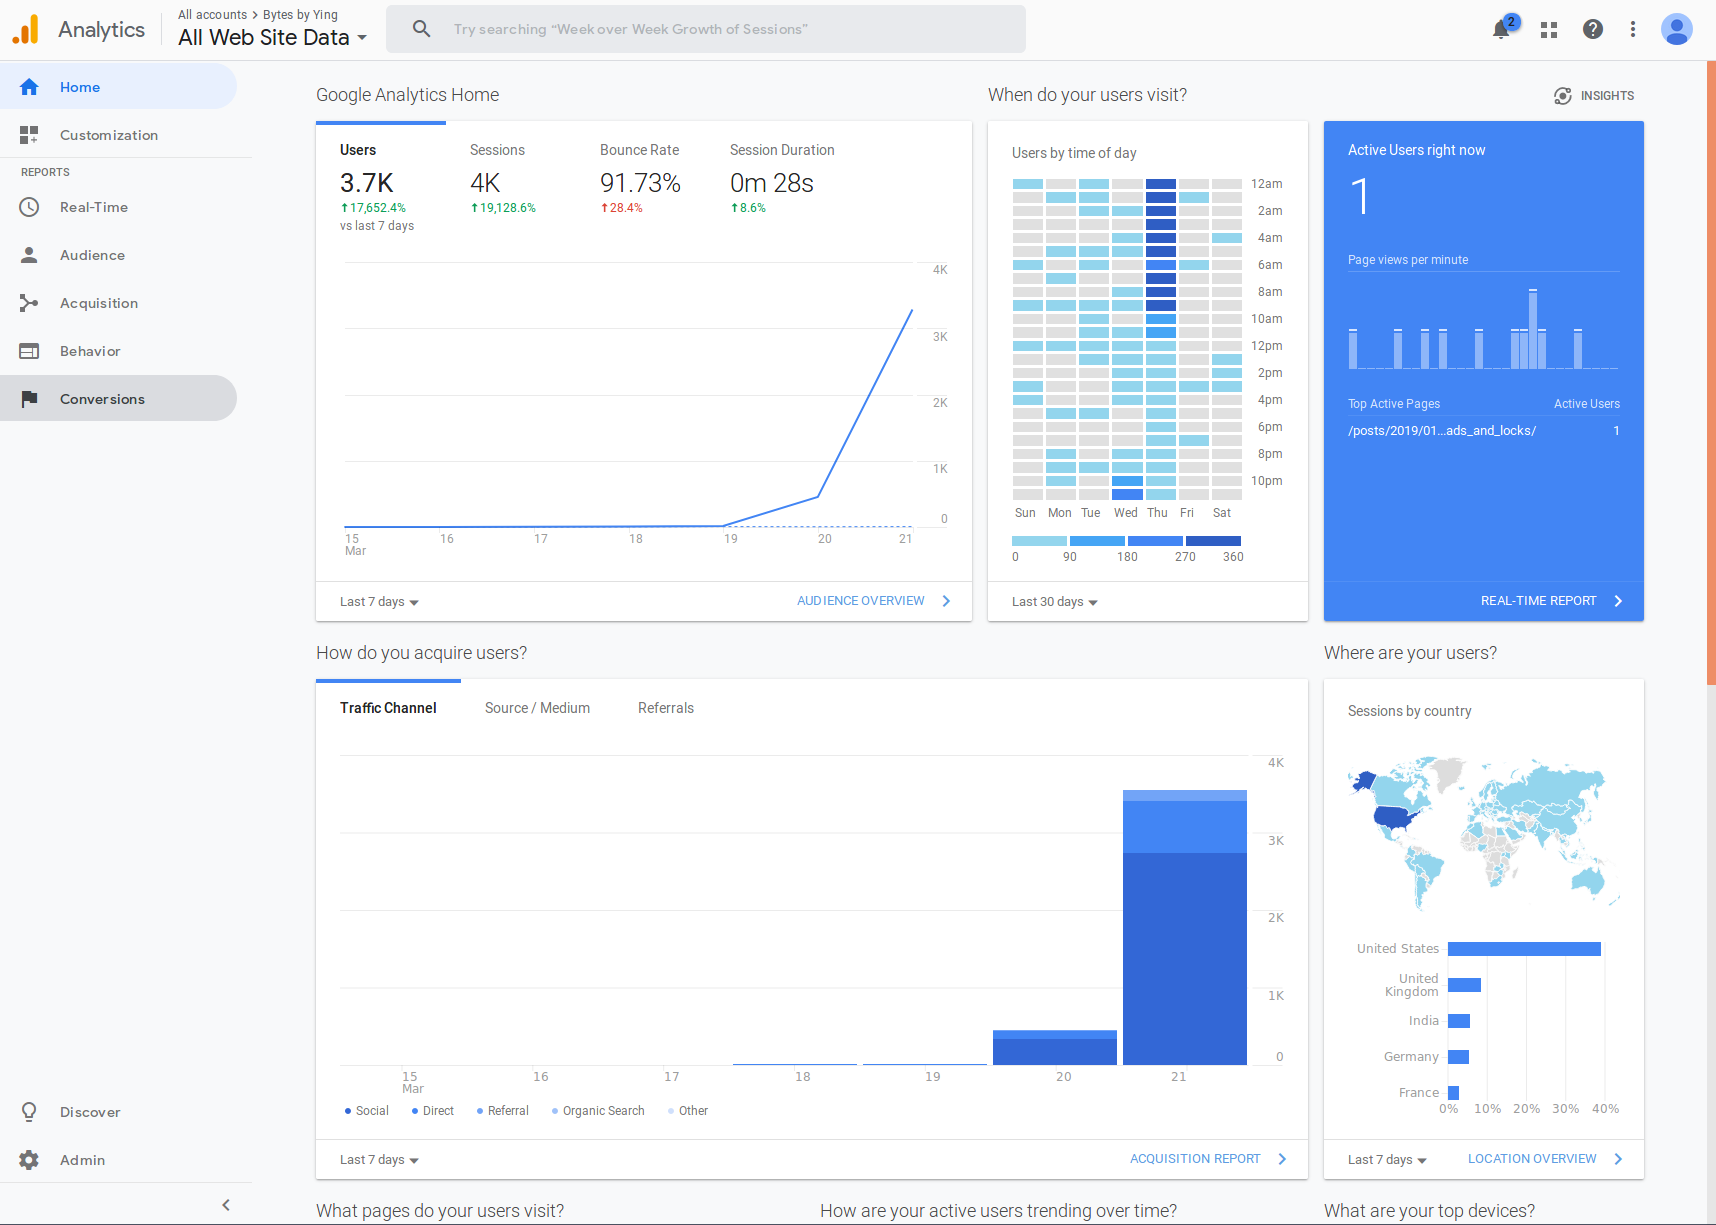 Analytics
All accounts > Bytes by Ying
All Web Site Data
Try searching “Week over Week Growth of Sessions”
2
Home
Customization
REPORTS
Real-Time
Audience
Acquisition
Behavior
Conversions
Discover
Admin
Google Analytics Home
Users
3.7K
17,652.4%
vs last 7 days
Sessions
4K
19,128.6%
Bounce Rate
91.73%
28.4%
Session Duration
0m 28s
8.6%
4K
3K
2K
1K
0
15 16 17 18 19 20 21
Mar
Last 7 days
AUDIENCE OVERVIEW
When do your users visit?
INSIGHTS
Users by time of day
12am
2am
4am
6am
8am
10am
12pm
2pm
4pm
6pm
8pm
10pm
Sun Mon Tue Wed Thu Fri Sat
0 90 180 270 360
Last 30 days
Active Users right now
1
Page views per minute
Top Active Pages Active Users
/posts/2019/01...ads_and_locks/ 1
REAL-TIME REPORT
How do you acquire users?
Traffic Channel Source / Medium Referrals
4K
3K
2K
1K
0
15 16 17 18 19 20 21
Mar
Social Direct Referral Organic Search Other
Last 7 days
ACQUISITION REPORT
Where are your users?
Sessions by country
United States
United
Kingdom
India
Germany
France
0% 10% 20% 30% 40%
Last 7 days
LOCATION OVERVIEW
What pages do your users visit?
How are your active users trending over time?
What are your top devices?